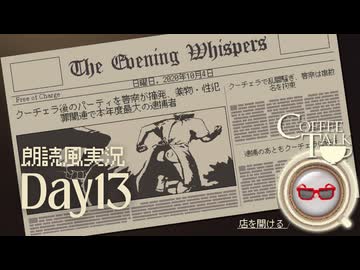 The Evening Whispers
Free of Charge
日曜日, 2020年10月4日
クーチェラ後のパーティを警察が摘発、薬物・性犯
罪関連で本年度最大の逮捕者
クーチェラで乱闘騒ぎ、警察は複数
名を拘束
逮捕のあともクーチェラ
朗読風実況
Day13
COFFEE
TALK
店を開ける